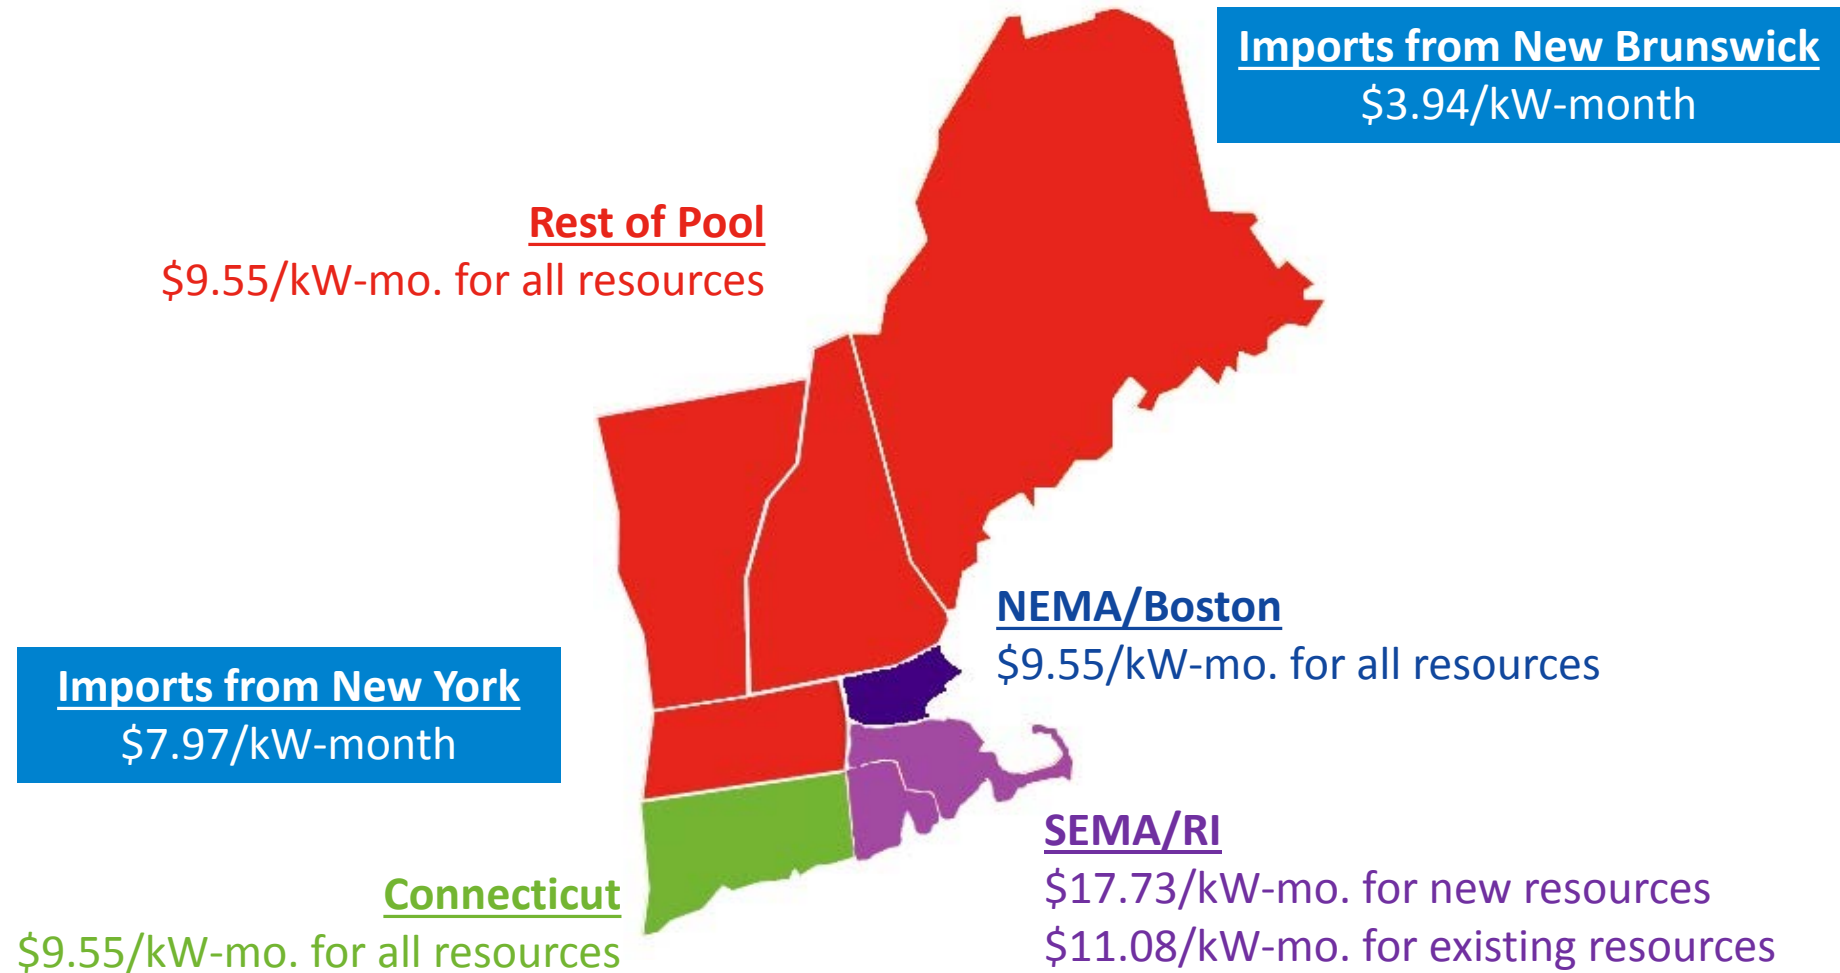 Imports from New Brunswick
$3.94/kW-month
Rest of Pool
$9.55/kW-mo. for all resources
NEMA/Boston
$9.55/kW-mo. for all resources
Imports from New York
$7.97/kW-month
SEMA/RI
$17.73/kW-mo. for new resources
$11.08/kW-mo. for existing resources
Connecticut
$9.55/kW-mo. for all resources